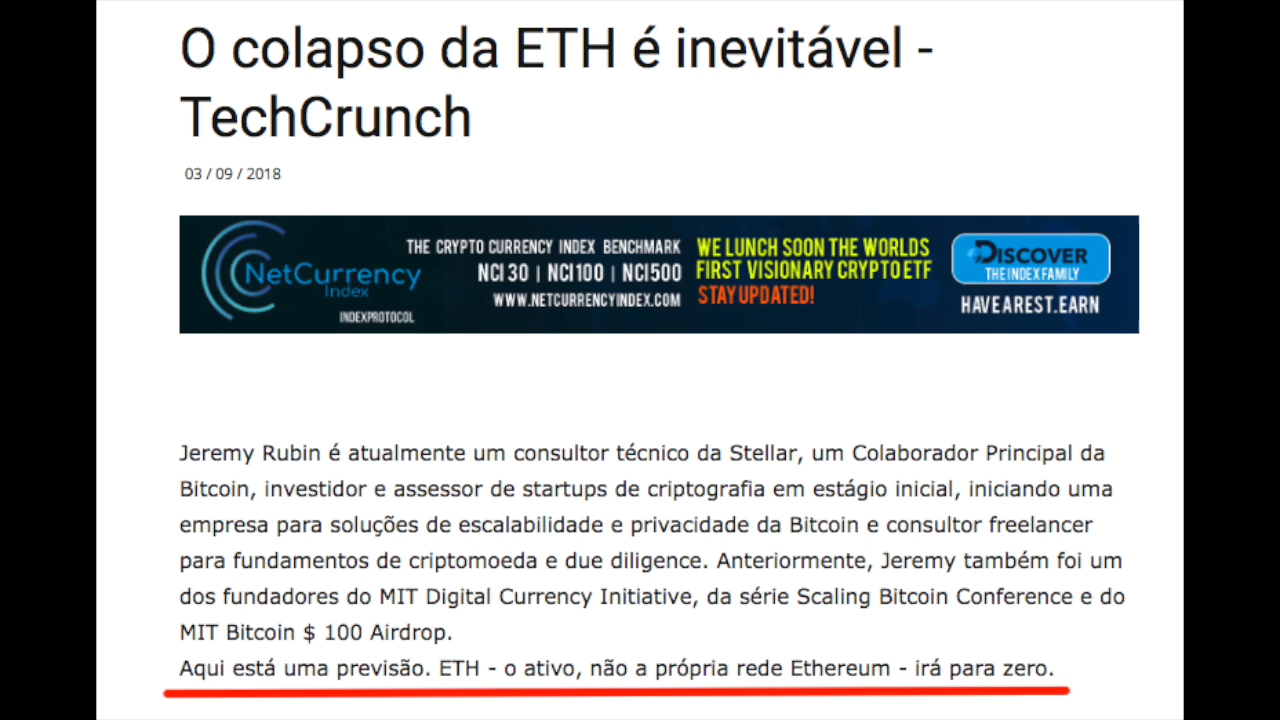 O colapso da ETH é inevitável -
TechCrunch
03 / 09 / 2018
NetCurrency
Index
INDEXPROTOCOL
THE CRYPTO CURRENCY INDEX BENCHMARK
NCI 30 | NCI100 | NCI500
WWW.NETCURRENCYINDEX.COM
WE LUNCH SOON THE WORLDS
FIRST VISIONARY CRYPTO ETF
STAY UPDATED!
DISCOVER
THE INDEX FAMILY
HAVEAREST.EARN
Jeremy Rubin é atualmente um consultor técnico da Stellar, um Colaborador Principal da
Bitcoin, investidor e assessor de startups de criptografia em estágio inicial, iniciando uma
empresa para soluções de escalabilidade e privacidade da Bitcoin e consultor freelancer
para fundamentos de criptomoeda e due diligence. Anteriormente, Jeremy também foi um
dos fundadores do MIT Digital Currency Initiative, da série Scaling Bitcoin Conference e do
MIT Bitcoin $ 100 Airdrop.
Aqui está uma previsão. ETH - o ativo, não a própria rede Ethereum - irá para zero.